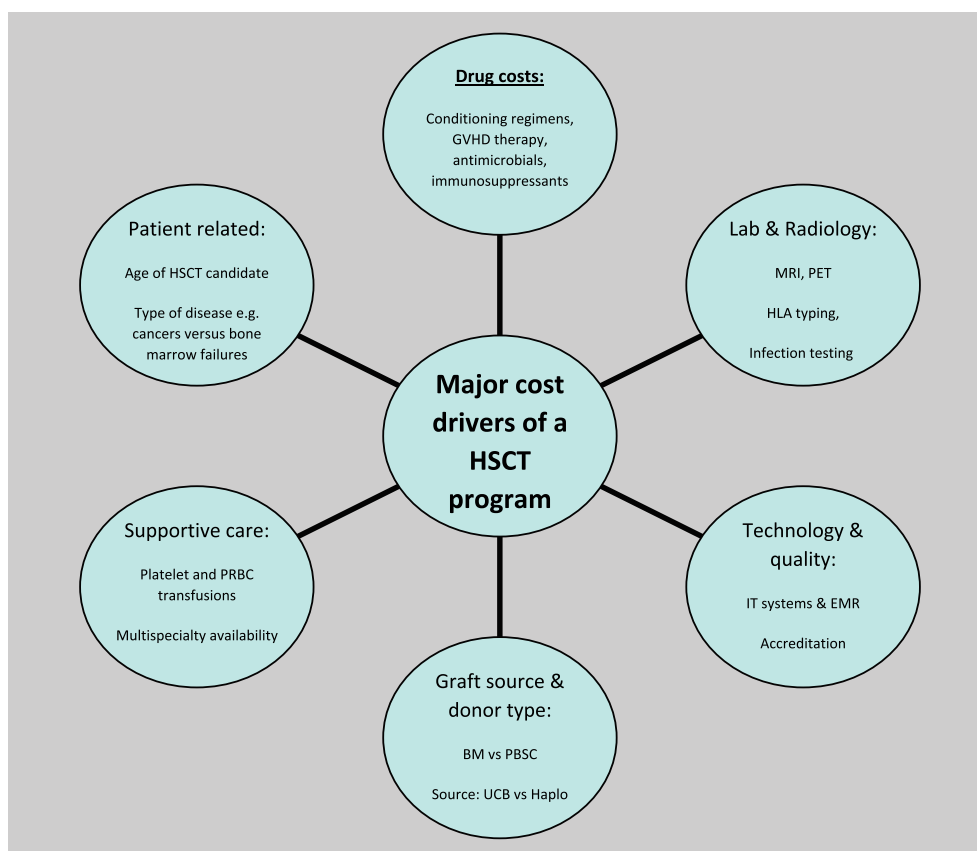 Drug costs:
Conditioning regimens,
GVHD therapy,
antimicrobials,
immunosuppressants
Patient related:
Age of HSCT candidate
Type of disease e.g.
cancers versus bone
marrow failures
Lab & Radiology:
MRI, PET
HLA typing,
Infection testing
Major cost
drivers of a
HSCT
program
Supportive care:
Platelet and PRBC
transfusions
Multispecialty availability
Technology &
quality:
IT systems & EMR
Accreditation
Graft source &
donor type:
BM vs PBSC
Source: UCB vs Haplo